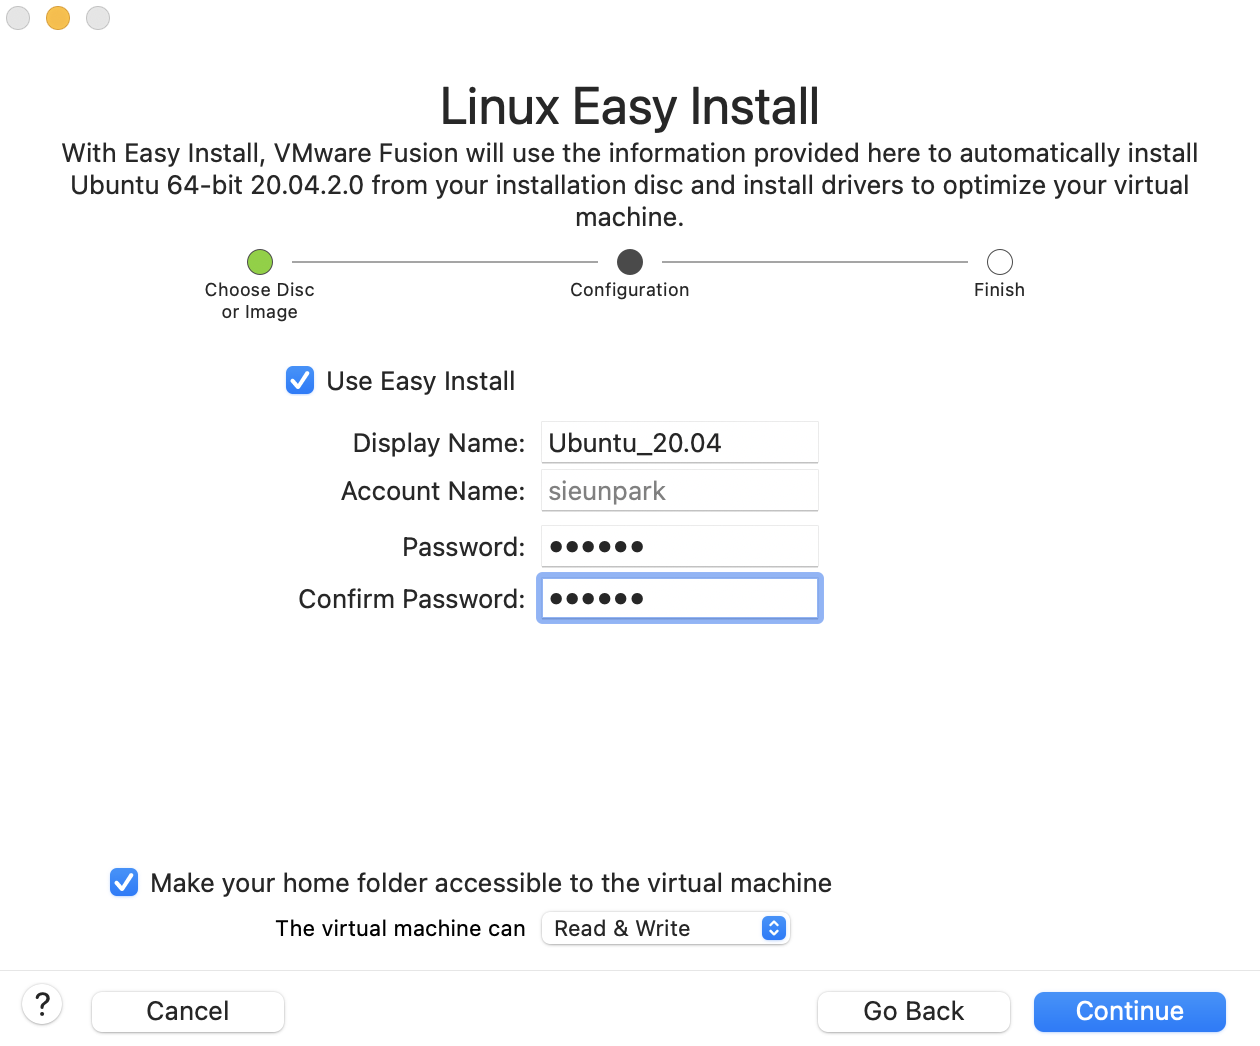 Linux Easy Install
With Easy Install, VMware Fusion will use the information provided here to automatically install
Ubuntu 64-bit 20.04.2.0 from your installation disc and install drivers to optimize your virtual
machine.
Choose Disc
or Image
Configuration
Finish
Use Easy Install
Display Name: Ubuntu_20.04
Account Name: sieunpark
Password: ••••••
Confirm Password: ••••••
Make your home folder accessible to the virtual machine
The virtual machine can Read & Write
? Cancel Go Back Continue